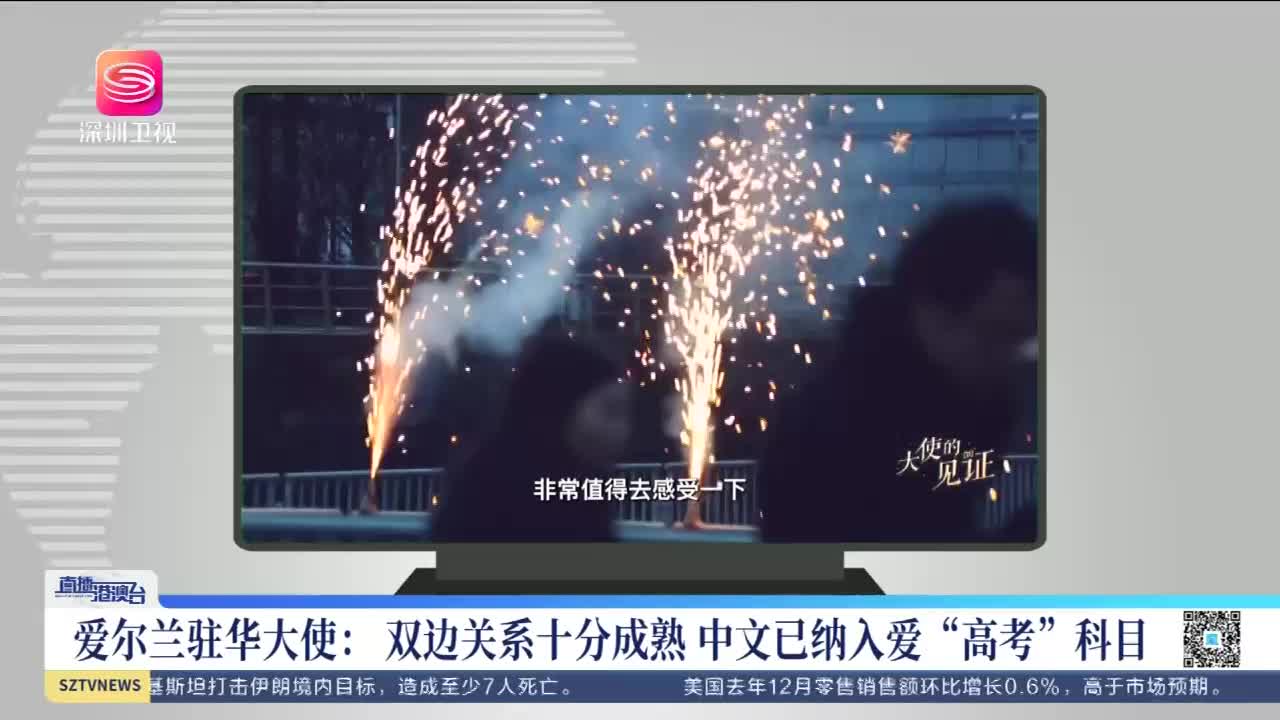 深圳卫视
大使的
见证
非常值得去感受一下
直播港澳台
爱尔兰驻华大使： 双边关系十分成熟 中文已纳入爱“高考”科目
SZTVNEWS
基斯坦打击伊朗境内目标，造成至少7人死亡。 美国去年12月零售销售额环比增长0.6%，高于市场预期。